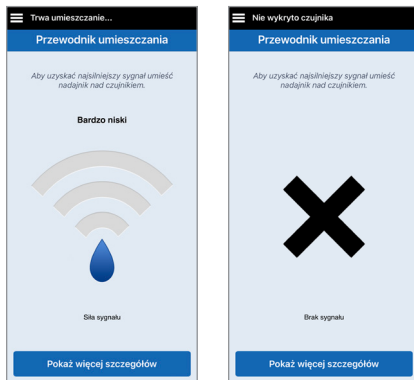 Trwa umieszczanie...
Przewodnik umieszczania
Aby uzyskać najsilniejszy sygnał umieść
nadajnik nad czujnikiem.
Bardzo niski
Siła sygnału
Pokaż więcej szczegółów
Nie wykryto czujnika
Przewodnik umieszczania
Aby uzyskać najsilniejszy sygnał umieść
nadajnik nad czujnikiem.
Brak sygnału
Pokaż więcej szczegółów